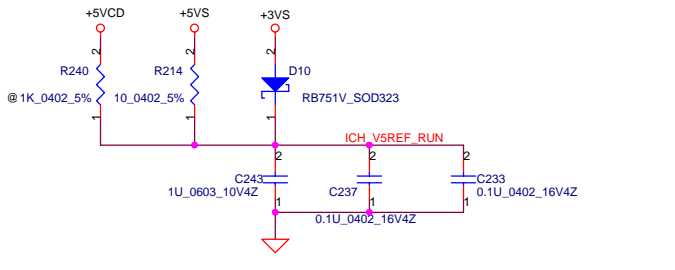 +5VCD
+5VS
+3VS
2
2
2
R240
R214
D10
@
1K_0402_5%
10_0402_5%
RB751V_SOD323
1
1
1
ICH_V5REF_RUN
2
2
2
C243
C233
1U_0603_10V4Z
C237
0.1U_0402_16V4Z
1
1
1
0.1U_0402_16V4Z